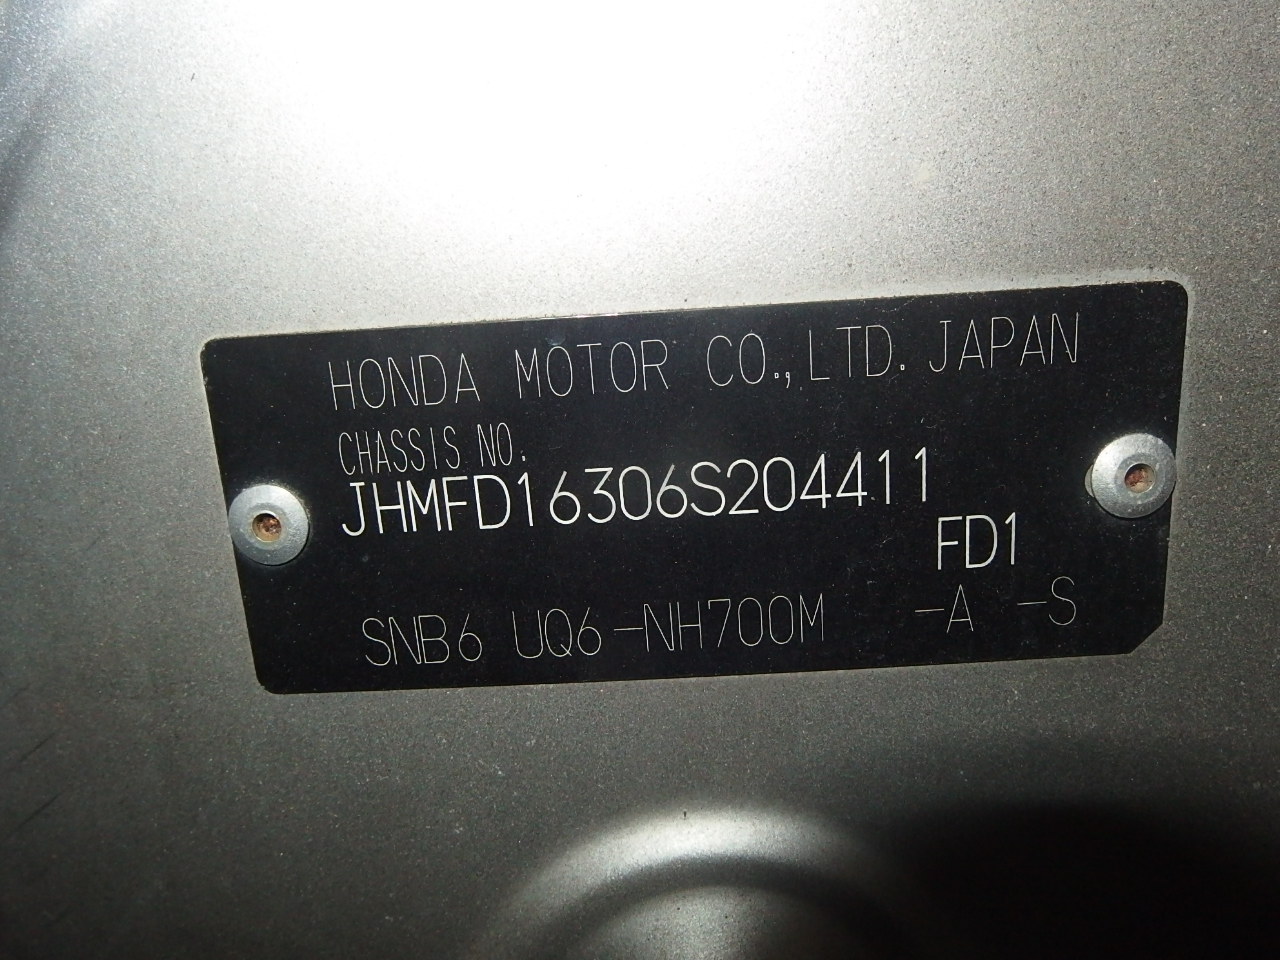 HONDA MOTOR CO., LTD. JAPAN
CHASSIS NO.
JHMFD16306S204411
FD1
SNB6 UQ6-NH700M -A -S